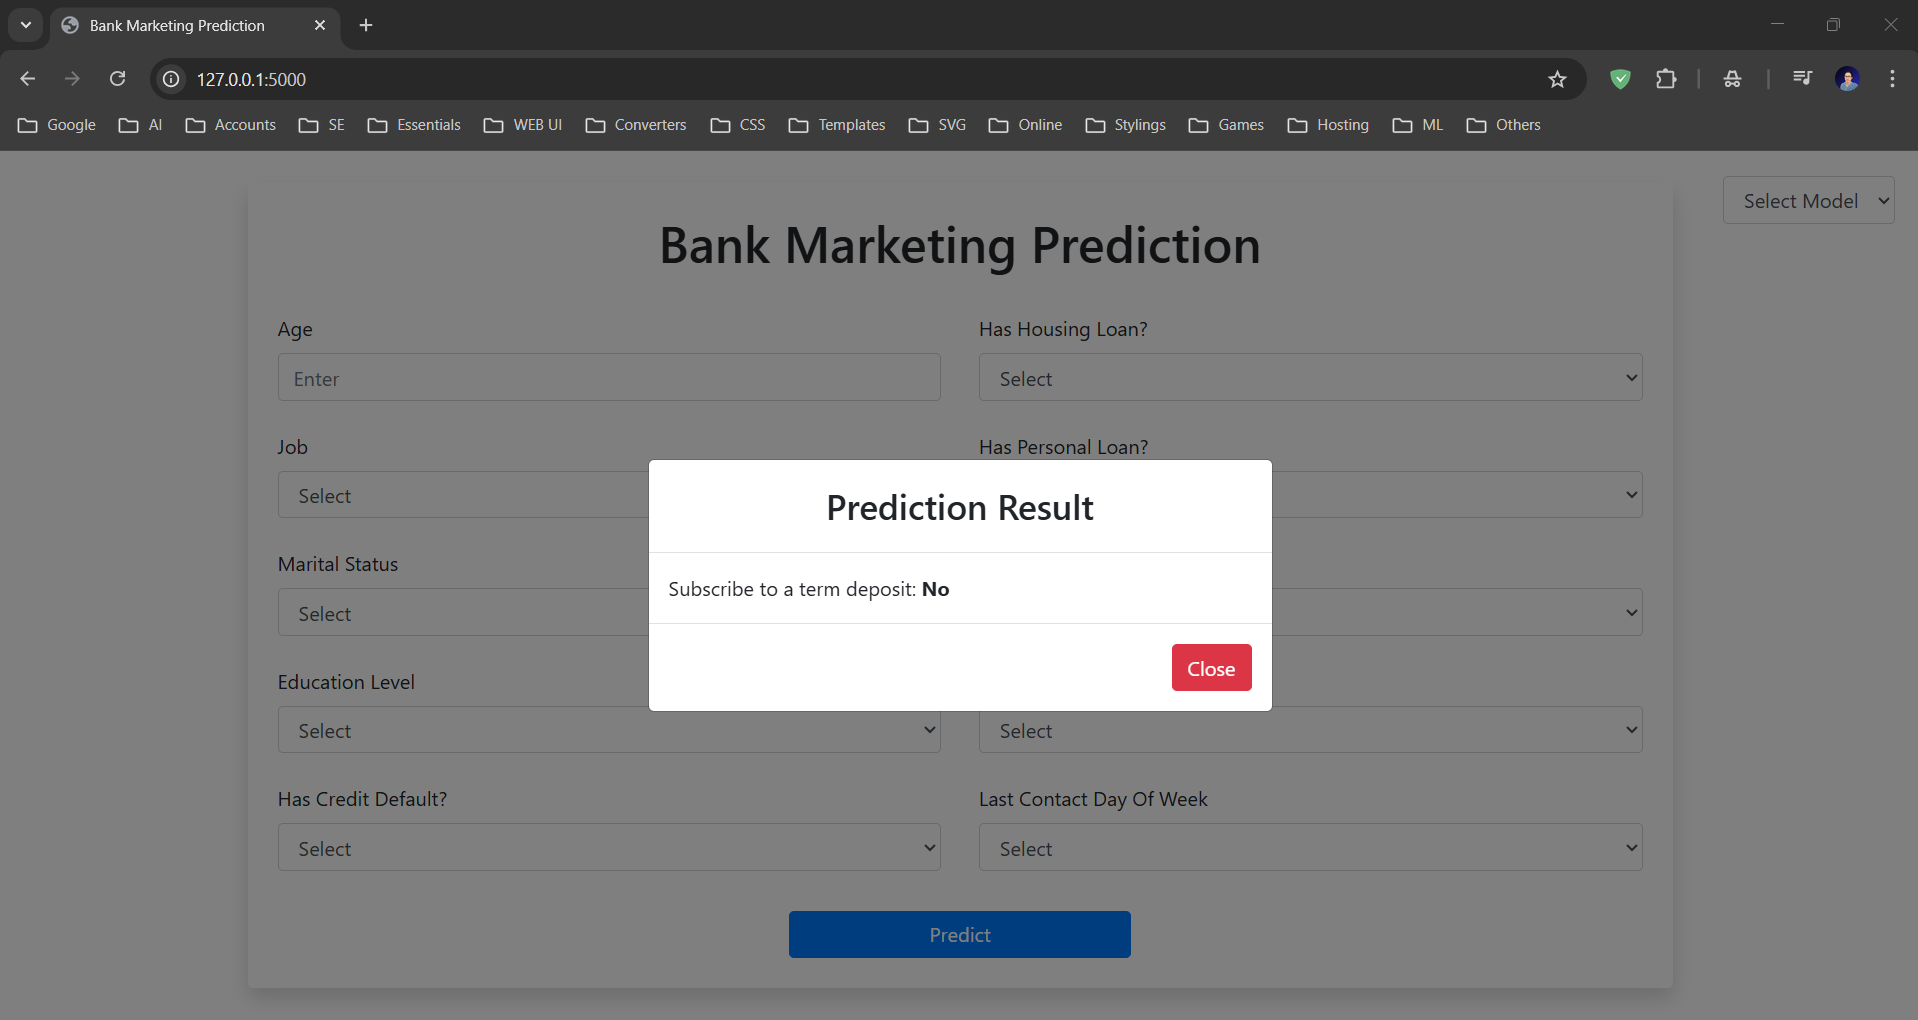 Bank Marketing Prediction
127.0.0.1:5000
Google AI Accounts SE Essentials WEB UI Converters CSS Templates SVG Online Stylings Games Hosting ML Others
Select Model
Bank Marketing Prediction
Age
Enter
Has Housing Loan?
Select
Job
Select
Has Personal Loan?
Marital Status
Select
Education Level
Select
Select
Has Credit Default?
Select
Last Contact Day Of Week
Select
Predict
Prediction Result
Subscribe to a term deposit: No
Close